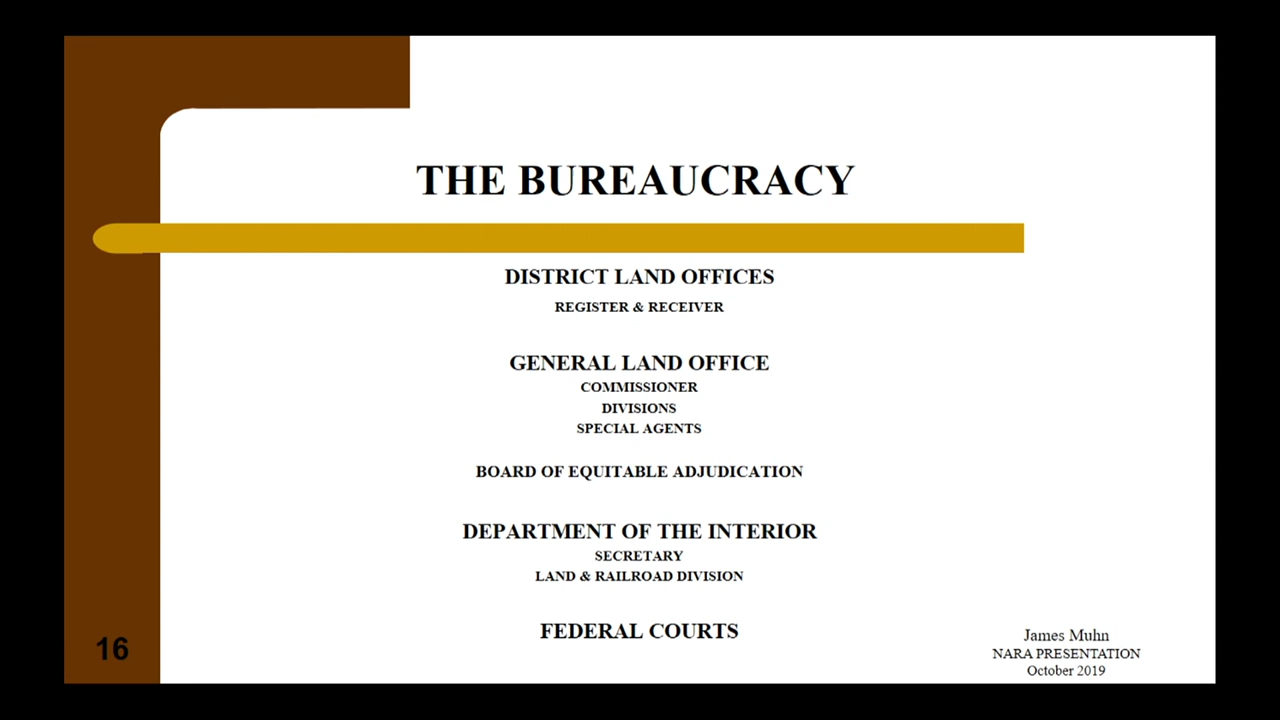 THE BUREAUCRACY
DISTRICT LAND OFFICES
REGISTER & RECEIVER
GENERAL LAND OFFICE
COMMISSIONER
DIVISIONS
SPECIAL AGENTS
BOARD OF EQUITABLE ADJUDICATION
DEPARTMENT OF THE INTERIOR
SECRETARY
LAND & RAILROAD DIVISION
FEDERAL COURTS
16
James Muhn
NARA PRESENTATION
October 2019